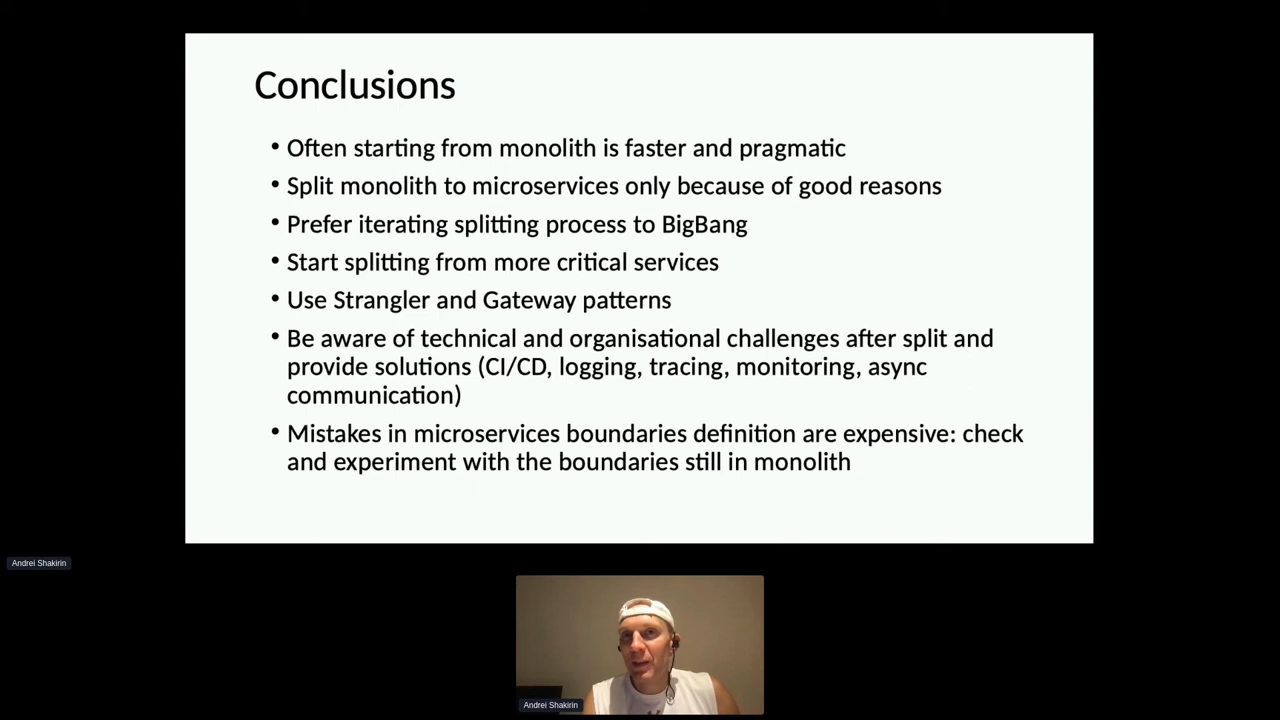 Conclusions
• Often starting from monolith is faster and pragmatic
• Split monolith to microservices only because of good reasons
• Prefer iterating splitting process to BigBang
• Start splitting from more critical services
• Use Strangler and Gateway patterns
• Be aware of technical and organisational challenges after split and
provide solutions (CI/CD, logging, tracing, monitoring, async
communication)
• Mistakes in microservices boundaries definition are expensive: check
and experiment with the boundaries still in monolith
Andrei Shakirin
Andrei Shakirin